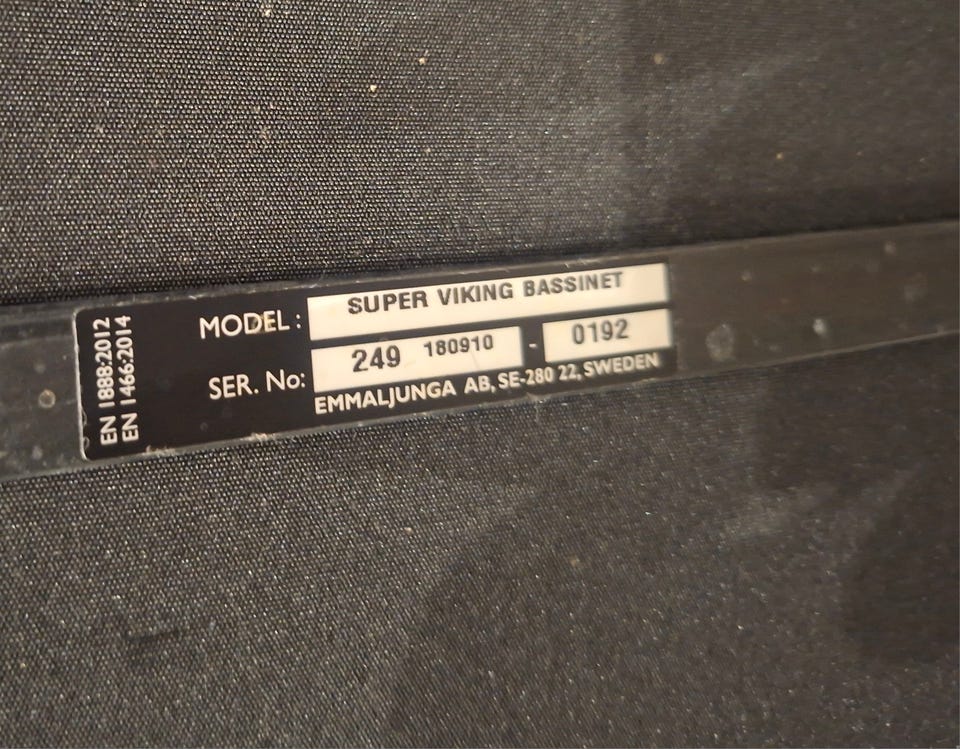 EN 1888:2012
EN 1466:2014
MODEL: SUPER VIKING BASSINET
SER. No: 249 180910 - 0192
EMMALJUNGA AB, SE-280 22, SWEDEN